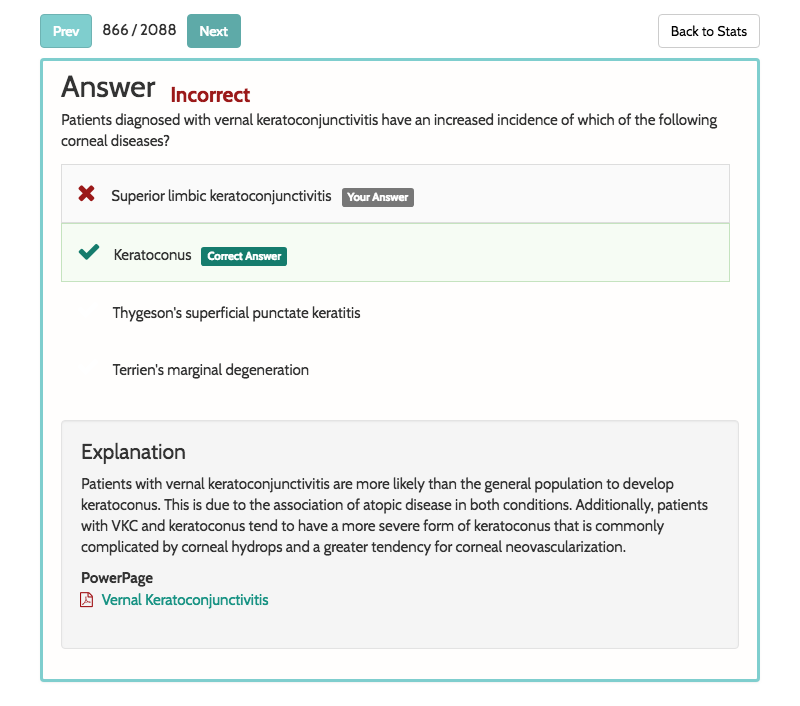 Prev 866 / 2088 Next Back to Stats
Answer Incorrect
Patients diagnosed with vernal keratoconjunctivitis have an increased incidence of which of the following
corneal diseases?
Superior limbic keratoconjunctivitis Your Answer
Keratoconus Correct Answer
Thygeson's superficial punctate keratitis
Terrien's marginal degeneration
Explanation
Patients with vernal keratoconjunctivitis are more likely than the general population to develop
keratoconus. This is due to the association of atopic disease in both conditions. Additionally, patients
with VKC and keratoconus tend to have a more severe form of keratoconus that is commonly
complicated by corneal hydrops and a greater tendency for corneal neovascularization.
PowerPage
Vernal Keratoconjunctivitis